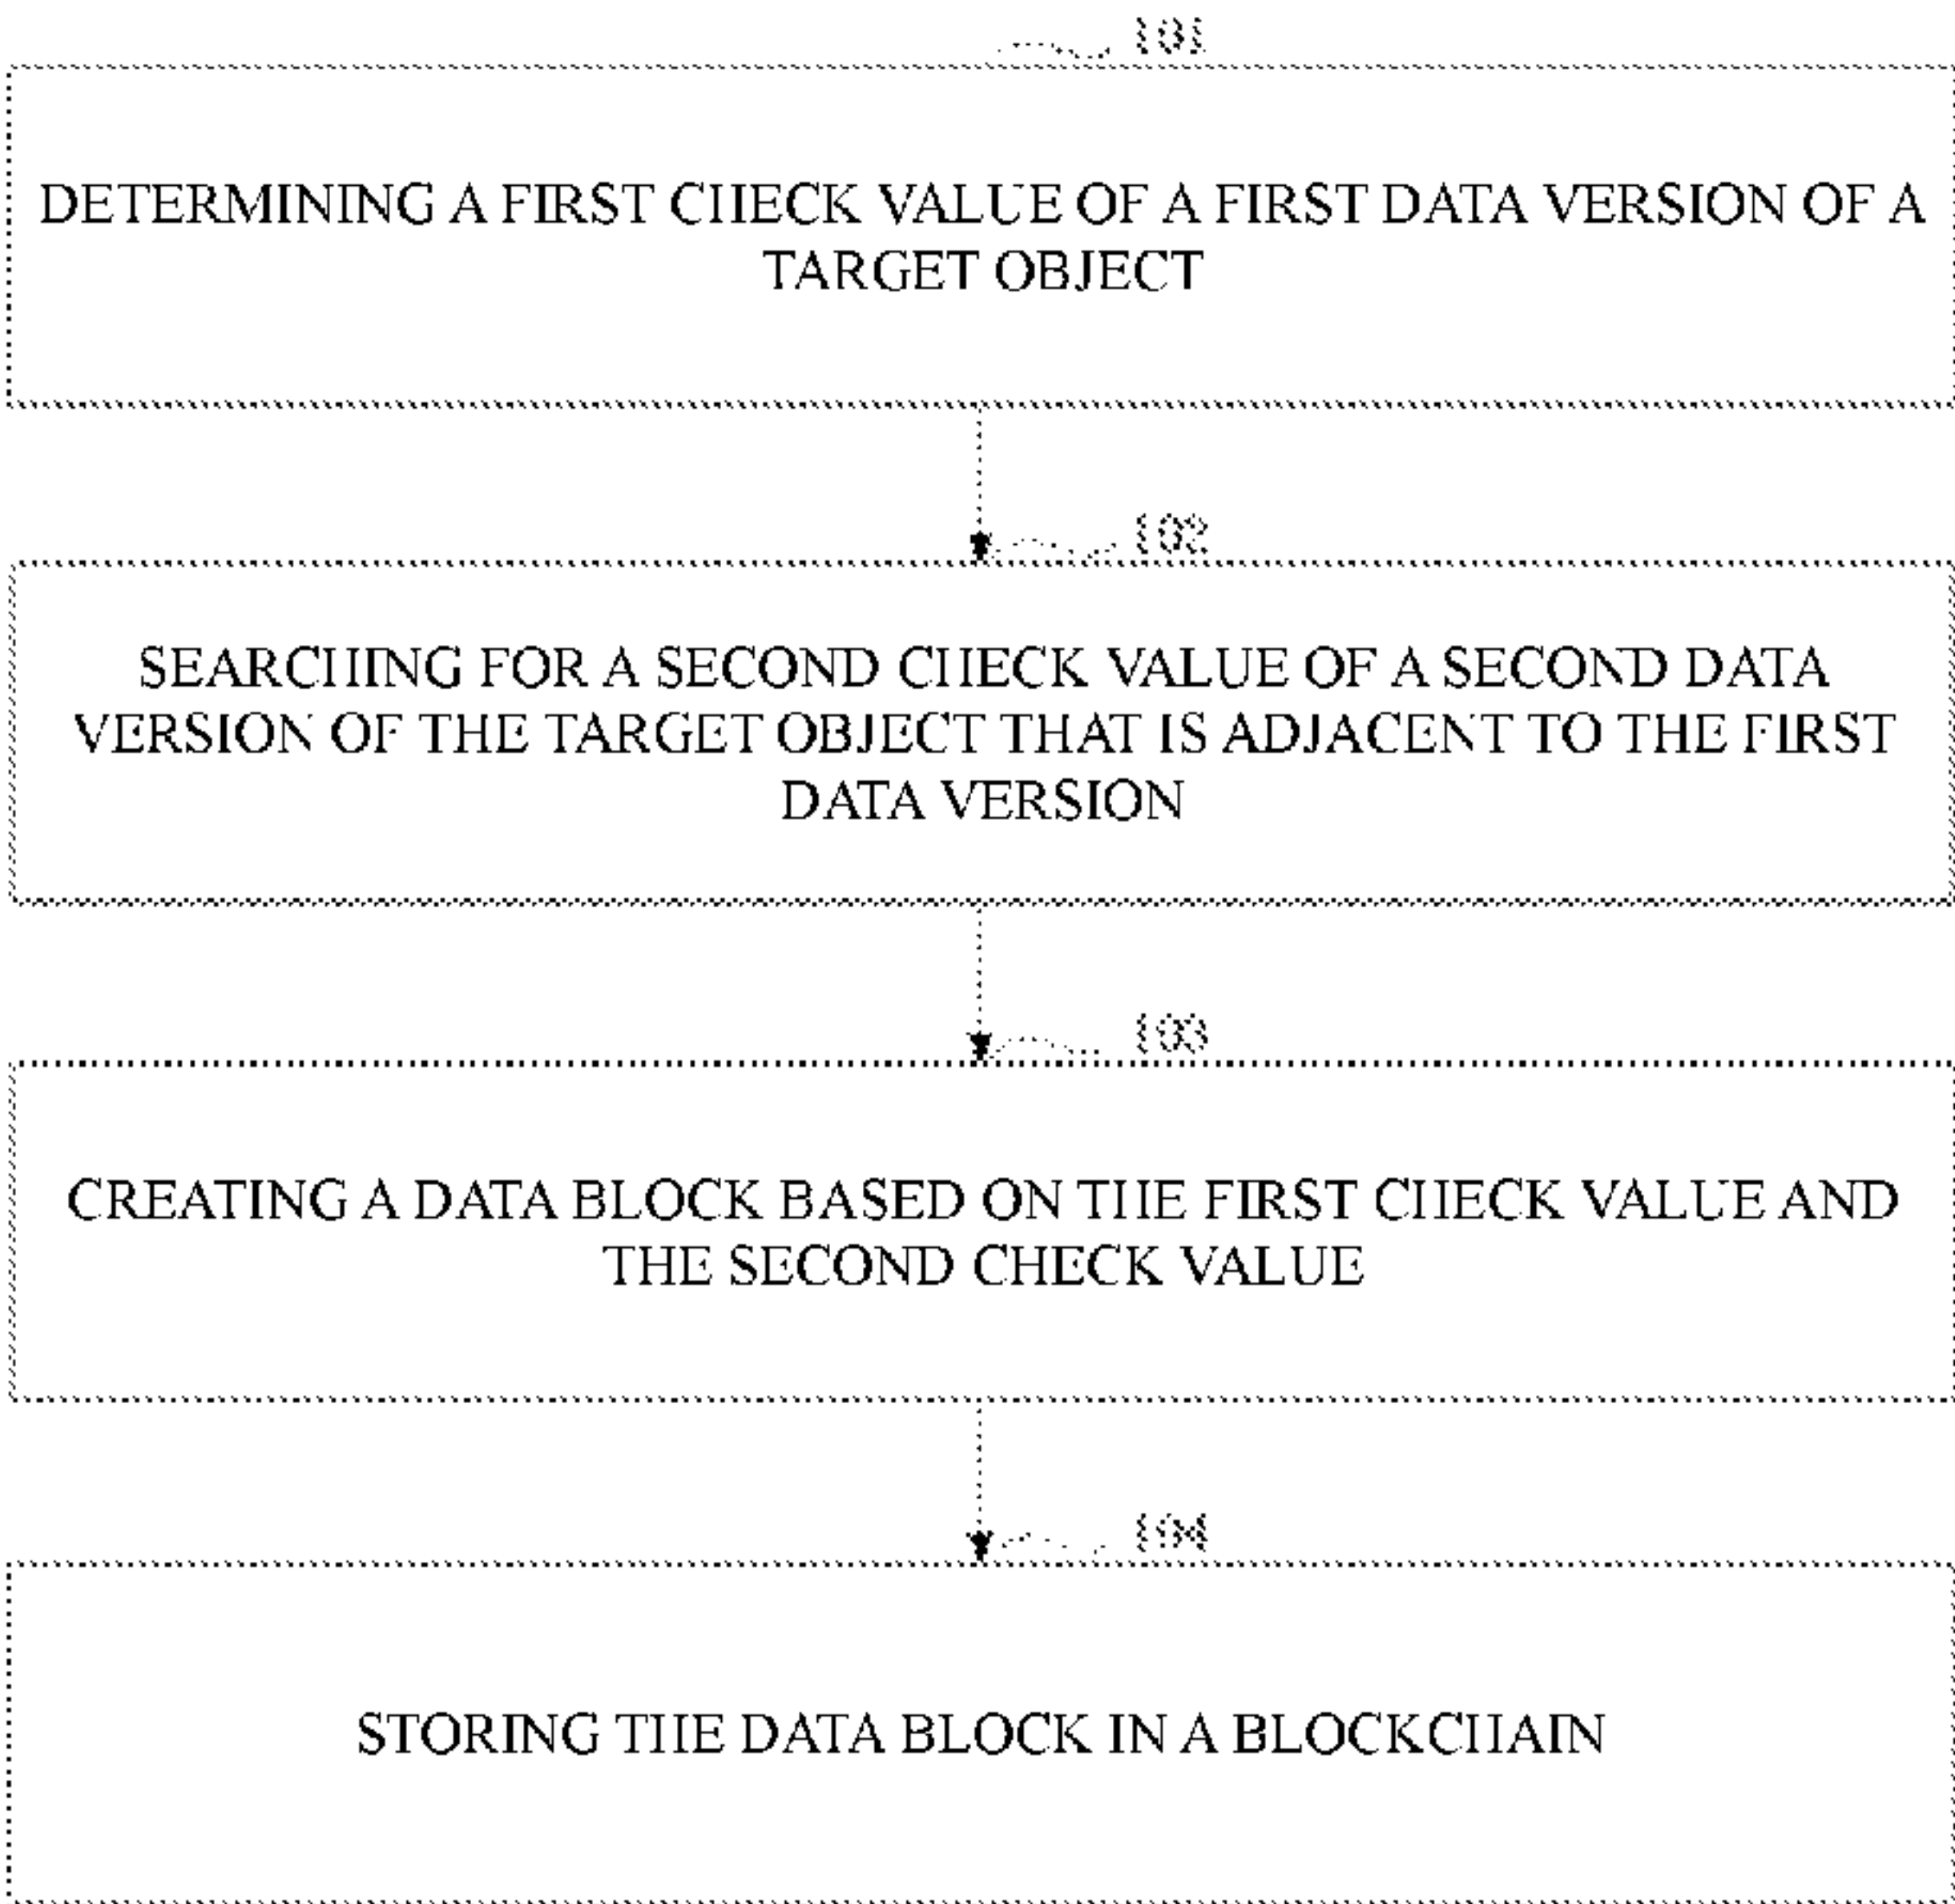 101
DETERMINING A FIRST CHECK VALUE OF A FIRST DATA VERSION OF A
TARGET OBJECT
102
SEARCHING FOR A SECOND CHECK VALUE OF A SECOND DATA
VERSION OF THE TARGET OBJECT THAT IS ADJACENT TO THE FIRST
DATA VERSION
103
CREATING A DATA BLOCK BASED ON THE FIRST CHECK VALUE AND
THE SECOND CHECK VALUE
104
STORING THE DATA BLOCK IN A BLOCKCHAIN